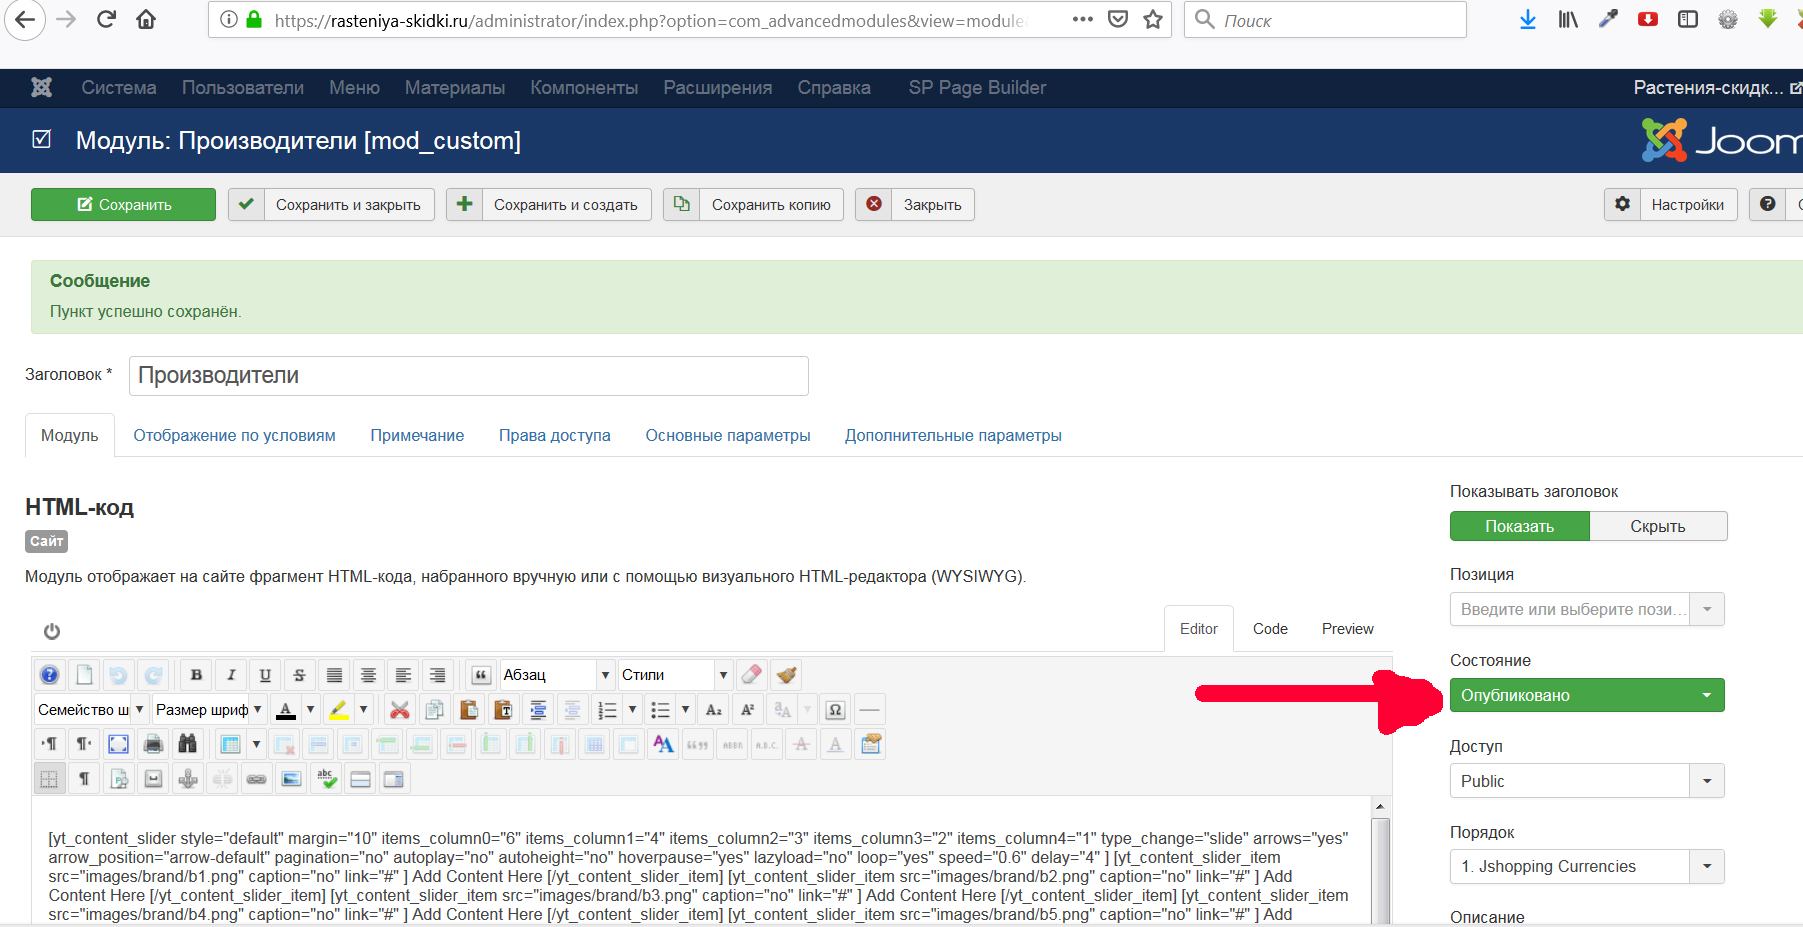 https://rasteniya-skidki.ru/administrator/index.php?option=com_advancedmodules&view=module
Поиск
Система Пользователи Меню Материалы Компоненты Расширения Справка SP Page Builder Растения-скидк...
Модуль: Производители [mod_custom]
Joom
Сохранить Сохранить и закрыть Сохранить и создать Сохранить копию Закрыть Настройки
Сообщение
Пункт успешно сохранён.
Заголовок * Производители
Модуль Отображение по условиям Примечание Права доступа Основные параметры Дополнительные параметры
HTML-код
Сайт
Модуль отображает на сайте фрагмент HTML-кода, набранного вручную или с помощью визуального HTML-редактора (WYSIWYG).
Editor Code Preview
Абзац Стили
Семейство ш Размер шриф
[yt_content_slider style="default" margin="10" items_column0="6" items_column1="4" items_column2="3" items_column3="2" items_column4="1" type_change="slide" arrows="yes"
arrow_position="arrow-default" pagination="no" autoplay="no" autoheight="no" hoverpause="yes" lazyload="no" loop="yes" speed="0.6" delay="4" ] [yt_content_slider_item
src="images/brand/b1.png" caption="no" link="#" ] Add Content Here [/yt_content_slider_item] [yt_content_slider_item src="images/brand/b2.png" caption="no" link="#" ] Add
Content Here [/yt_content_slider_item] [yt_content_slider_item src="images/brand/b3.png" caption="no" link="#" ] Add Content Here [/yt_content_slider_item] [yt_content_slider_item
src="images/brand/b4.png" caption="no" link="#" ] Add Content Here [/yt_content_slider_item] [yt_content_slider_item src="images/brand/b5.png" caption="no" link="#" ] Add
Показывать заголовок
Показать Скрыть
Позиция
Введите или выберите пози...
Состояние
Опубликовано
Доступ
Public
Порядок
1. Jshopping Currencies
Описание